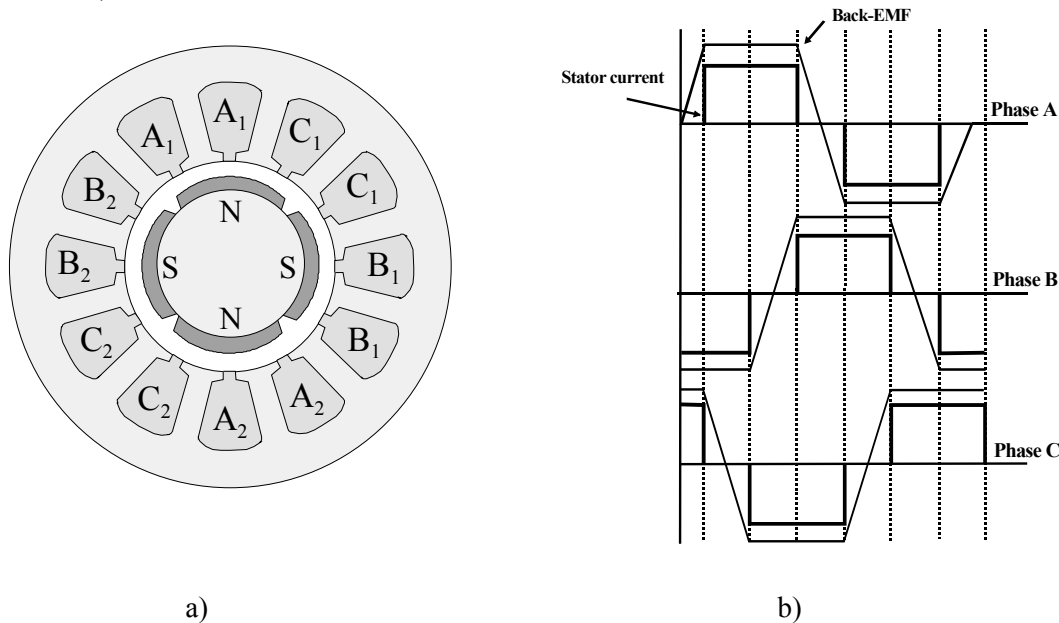 A₁
A₁
C₁
B₂
C₁
N
B₂
S
S
B₁
N
C₂
B₁
C₂
A₂
A₂
a)
Back-EMF
Stator current
Phase A
Phase B
Phase C
b)